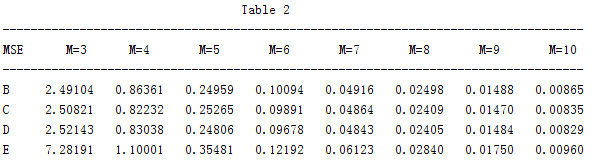 Table 2
MSE M=3 M=4 M=5 M=6 M=7 M=8 M=9 M=10
B 2.49104 0.86361 0.24959 0.10094 0.04916 0.02498 0.01488 0.00865
C 2.50821 0.82232 0.25265 0.09891 0.04864 0.02409 0.01470 0.00835
D 2.52143 0.83038 0.24806 0.09678 0.04843 0.02405 0.01484 0.00829
E 7.28191 1.10001 0.35481 0.12192 0.06123 0.02840 0.01750 0.00960